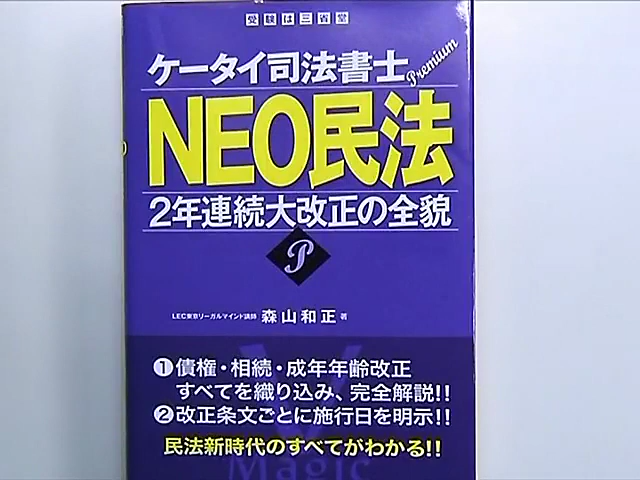 受験は三省堂
ケータイ司法書士
Premium
NEO民法
2年連続大改正の全貌
P
LEC東京リーガルマインド講師 森山和正 著
①債権・相続・成年年齢改正
すべてを織り込み、完全解説!!
②改正条文ごとに施行日を明示!!
民法新時代のすべてがわかる!!
Magic